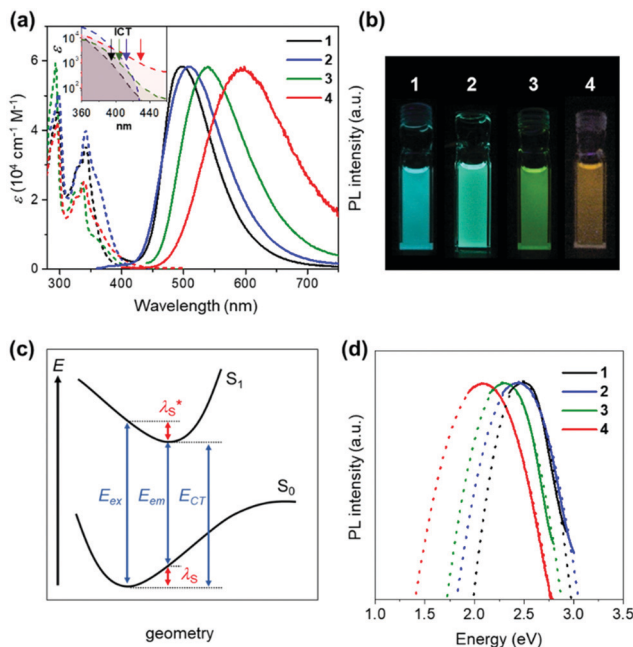 (a)
ε (10⁴ cm⁻¹ M⁻¹)
6
4
2
0
300
400
500
600
700
Wavelength (nm)
PL intensity (a.u.)
1
2
3
4
ICT
ε
10⁴
10³
10²
360
400
440
nm
(b)
1 2 3 4
(c)
E
S₁
λₛ*
E_ex
E_em
E_CT
S₀
λₛ
geometry
(d)
PL intensity (a.u.)
1
2
3
4
1.0 1.5 2.0 2.5 3.0 3.5
Energy (eV)